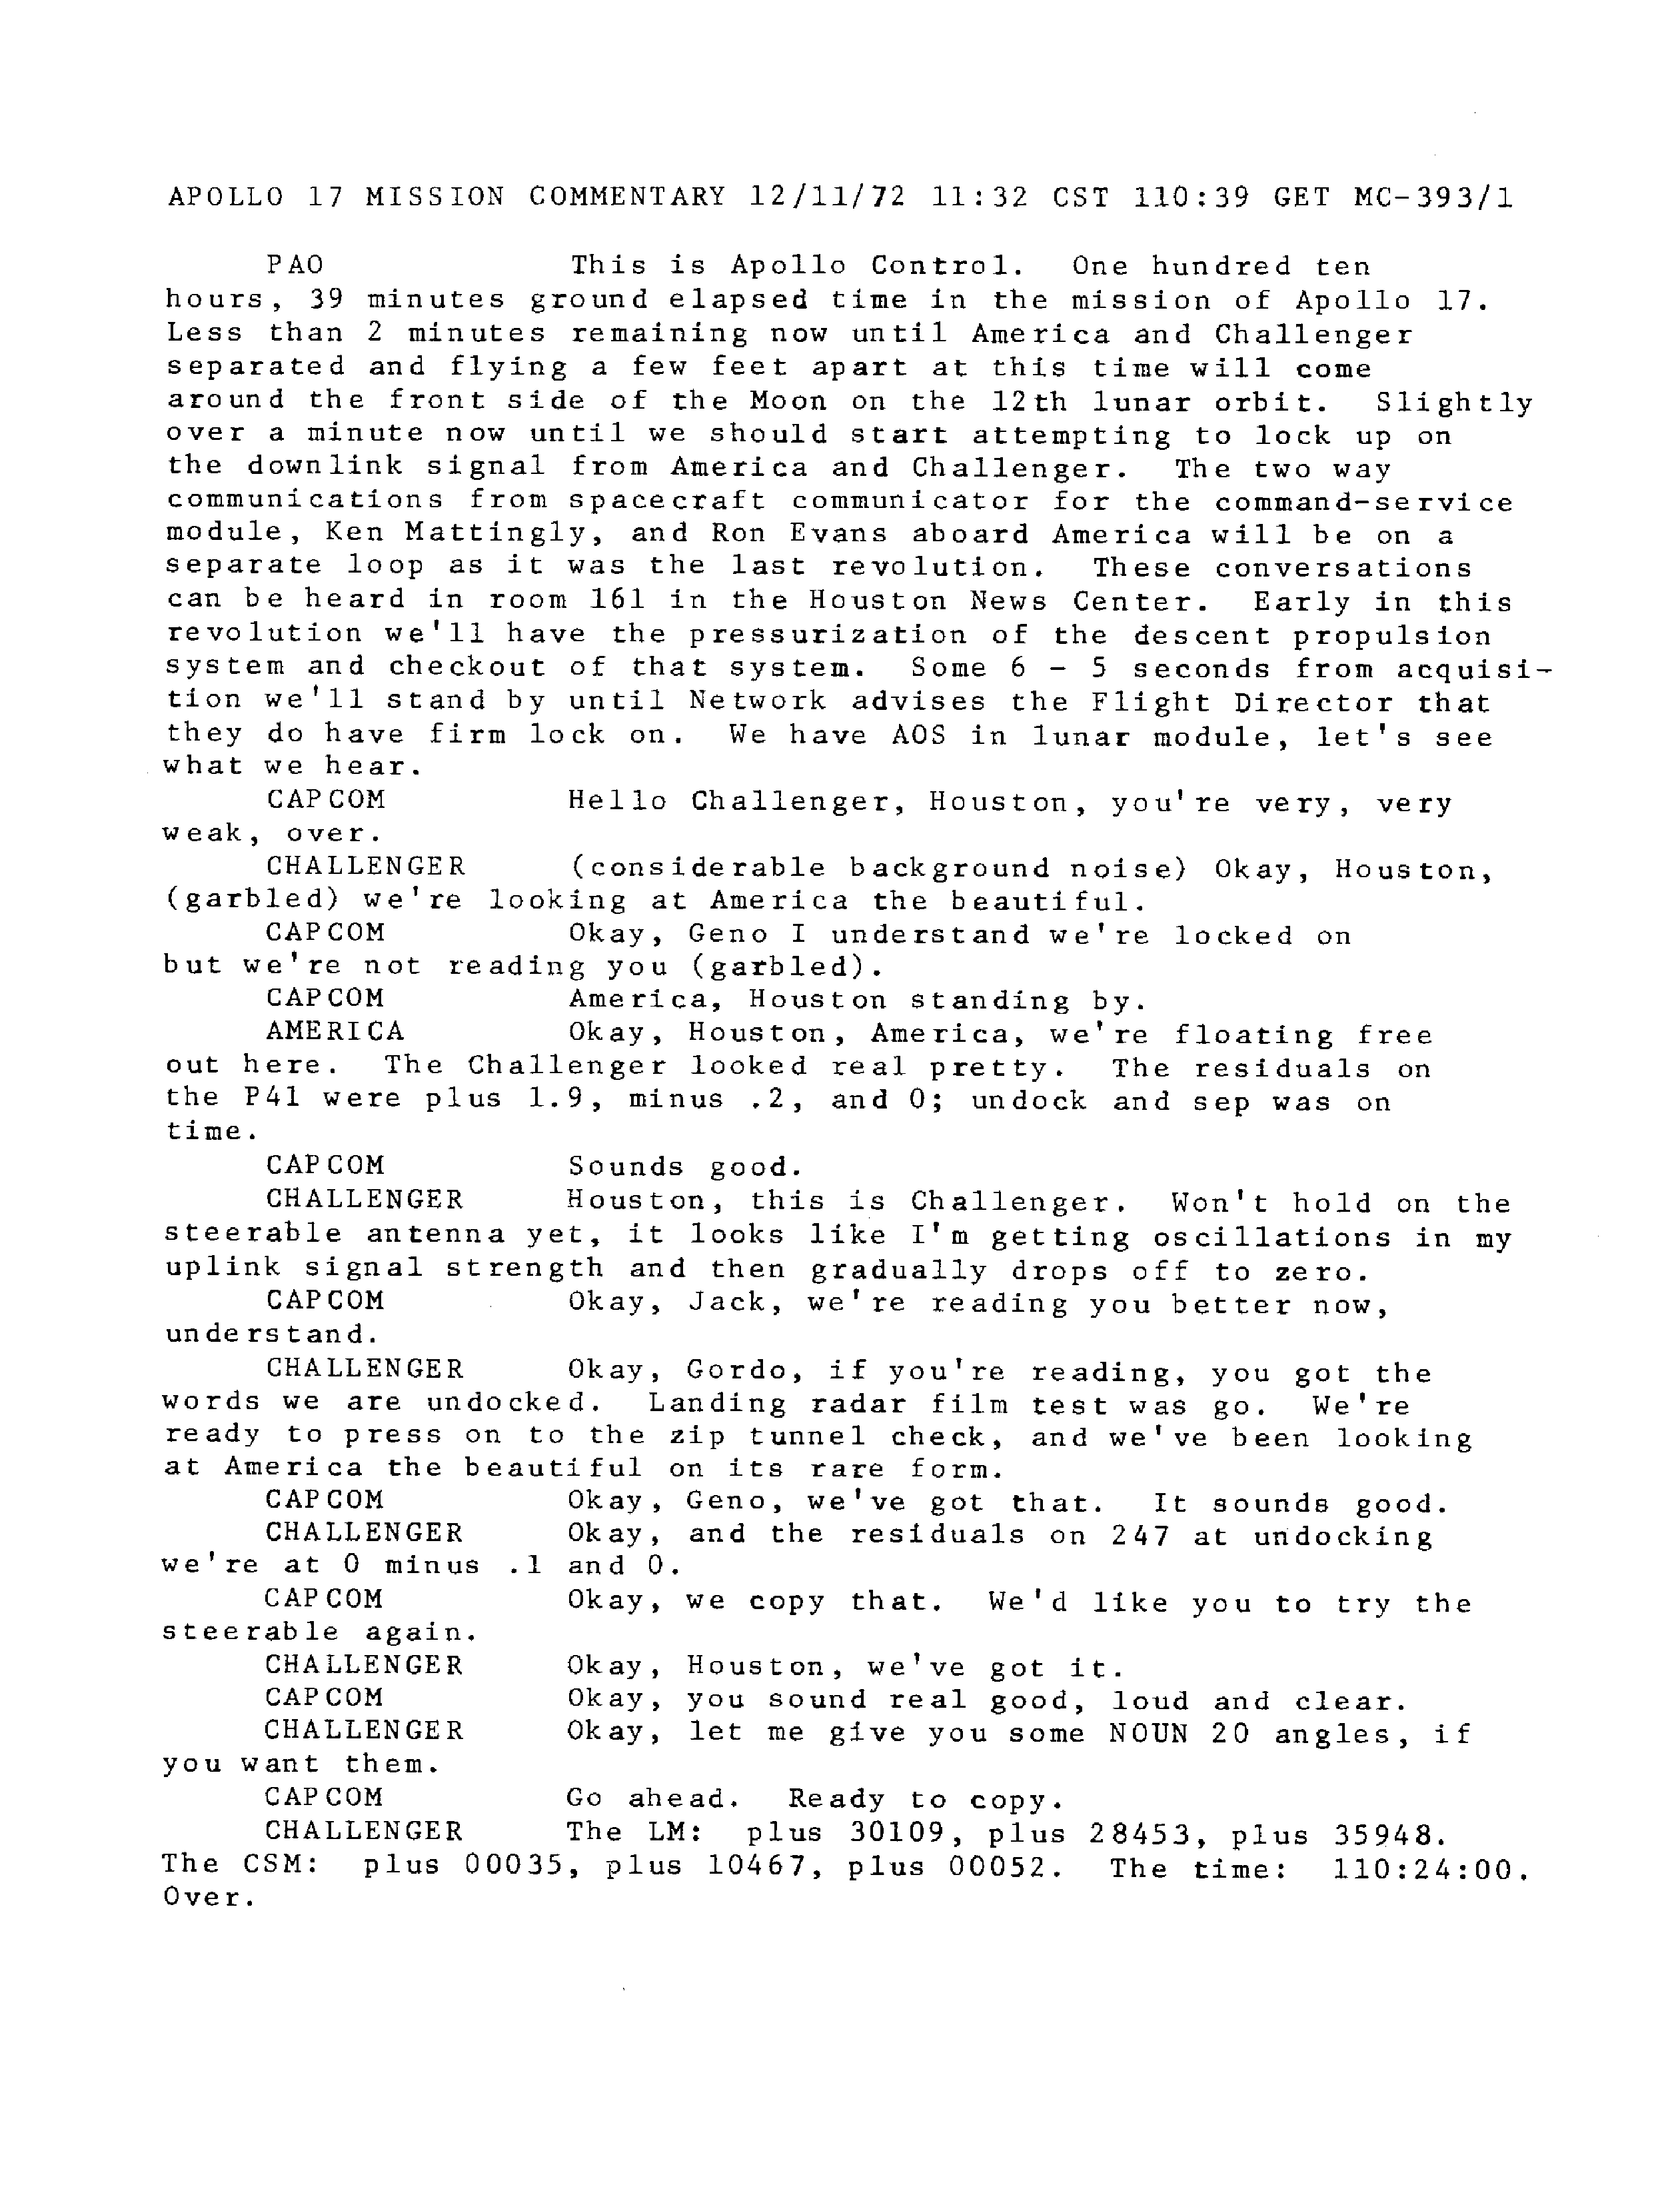 APOLLO 17 MISSION COMMENTARY 12/11/72 11:32 CST 110:39 GET MC-393/1
PAO This is Apollo Control. One hundred ten
hours, 39 minutes ground elapsed time in the mission of Apollo 17.
Less than 2 minutes remaining now until America and Challenger
separated and flying a few feet apart at this time will come
around the front side of the Moon on the 12th lunar orbit. Slightly
over a minute now until we should start attempting to lock up on
the downlink signal from America and Challenger. The two way
communications from spacecraft communicator for the command-service
module, Ken Mattingly, and Ron Evans aboard America will be on a
separate loop as it was the last revolution. These conversations
can be heard in room 161 in the Houston News Center. Early in this
revolution we'll have the pressurization of the descent propulsion
system and checkout of that system. Some 6 - 5 seconds from acquisi-
tion we'll stand by until Network advises the Flight Director that
they do have firm lock on. We have AOS in lunar module, let's see
what we hear.
CAPCOM Hello Challenger, Houston, you're very, very
weak, over.
CHALLENGER (considerable background noise) Okay, Houston,
(garbled) we're looking at America the beautiful.
CAPCOM Okay, Geno I understand we're locked on
but we're not reading you (garbled).
CAPCOM America, Houston standing by.
AMERICA Okay, Houston, America, we're floating free
out here. The Challenger looked real pretty. The residuals on
the P41 were plus 1.9, minus .2, and 0; undock and sep was on
time.
CAPCOM Sounds good.
CHALLENGER Houston, this is Challenger. Won't hold on the
steerable antenna yet, it looks like I'm getting oscillations in my
uplink signal strength and then gradually drops off to zero.
CAPCOM Okay, Jack, we're reading you better now,
understand.
CHALLENGER Okay, Gordo, if you're reading, you got the
words we are undocked. Landing radar film test was go. We're
ready to press on to the zip tunnel check, and we've been looking
at America the beautiful on its rare form.
CAPCOM Okay, Geno, we've got that. It sounds good.
CHALLENGER Okay, and the residuals on 247 at undocking
we're at 0 minus .1 and 0.
CAPCOM Okay, we copy that. We'd like you to try the
steerable again.
CHALLENGER Okay, Houston, we've got it.
CAPCOM Okay, you sound real good, loud and clear.
CHALLENGER Okay, let me give you some NOUN 20 angles, if
you want them.
CAPCOM Go ahead. Ready to copy.
CHALLENGER The LM: plus 30109, plus 28453, plus 35948.
The CSM: plus 00035, plus 10467, plus 00052. The time: 110:24:00.
Over.